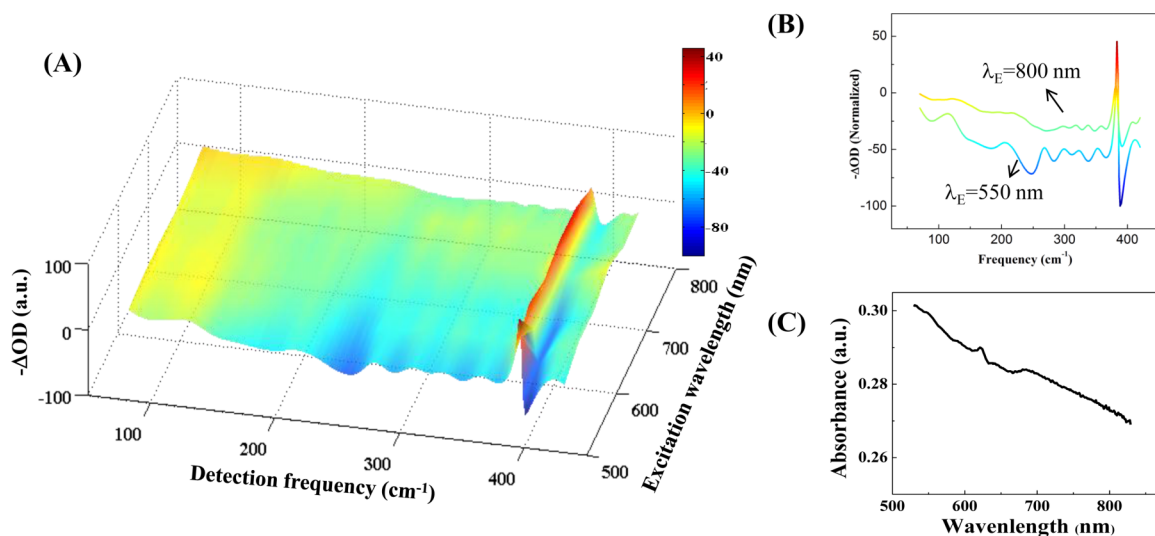 (A)
-ΔOD (a.u.)
100
0
-100
100
200
300
400
Detection frequency (cm-1)
500
600
700
800
Excitation wavelength (nm)
40
0
-40
-80
(B)
-ΔOD (Normalized)
50
0
-50
-100
λE=800 nm
λE=550 nm
100 200 300 400
Frequency (cm-1)
(C)
Absorbance (a.u.)
0.30
0.28
0.26
500 600 700 800
Wavenlength (nm)